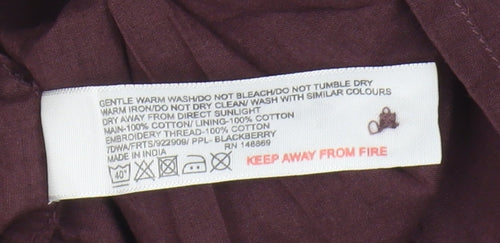 GENTLE WARM WASH/DO NOT BLEACH/DO NOT TUMBLE DRY
WARM IRON/DO NOT DRY CLEAN/ WASH WITH SIMILAR COLOURS
DRY AWAY FROM DIRECT SUNLIGHT
MAIN-100% COTTON/ LINING-100% COTTON
EMBROIDERY THREAD-100% COTTON
/DWA/FRTS/922909/ PPL- BLACKBERRY
MADE IN INDIA RN 148869
40°
KEEP AWAY FROM FIRE